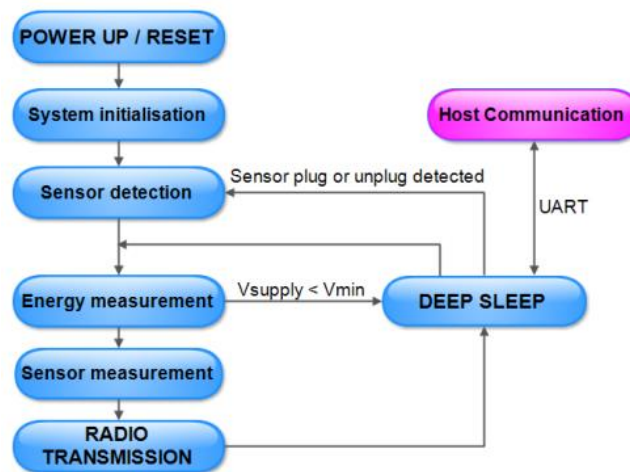 POWER UP / RESET
System initialisation
Host Communication
Sensor plug or unplug detected
Sensor detection
UART
Vsupply < Vmin
Energy measurement
DEEP SLEEP
Sensor measurement
RADIO
TRANSMISSION